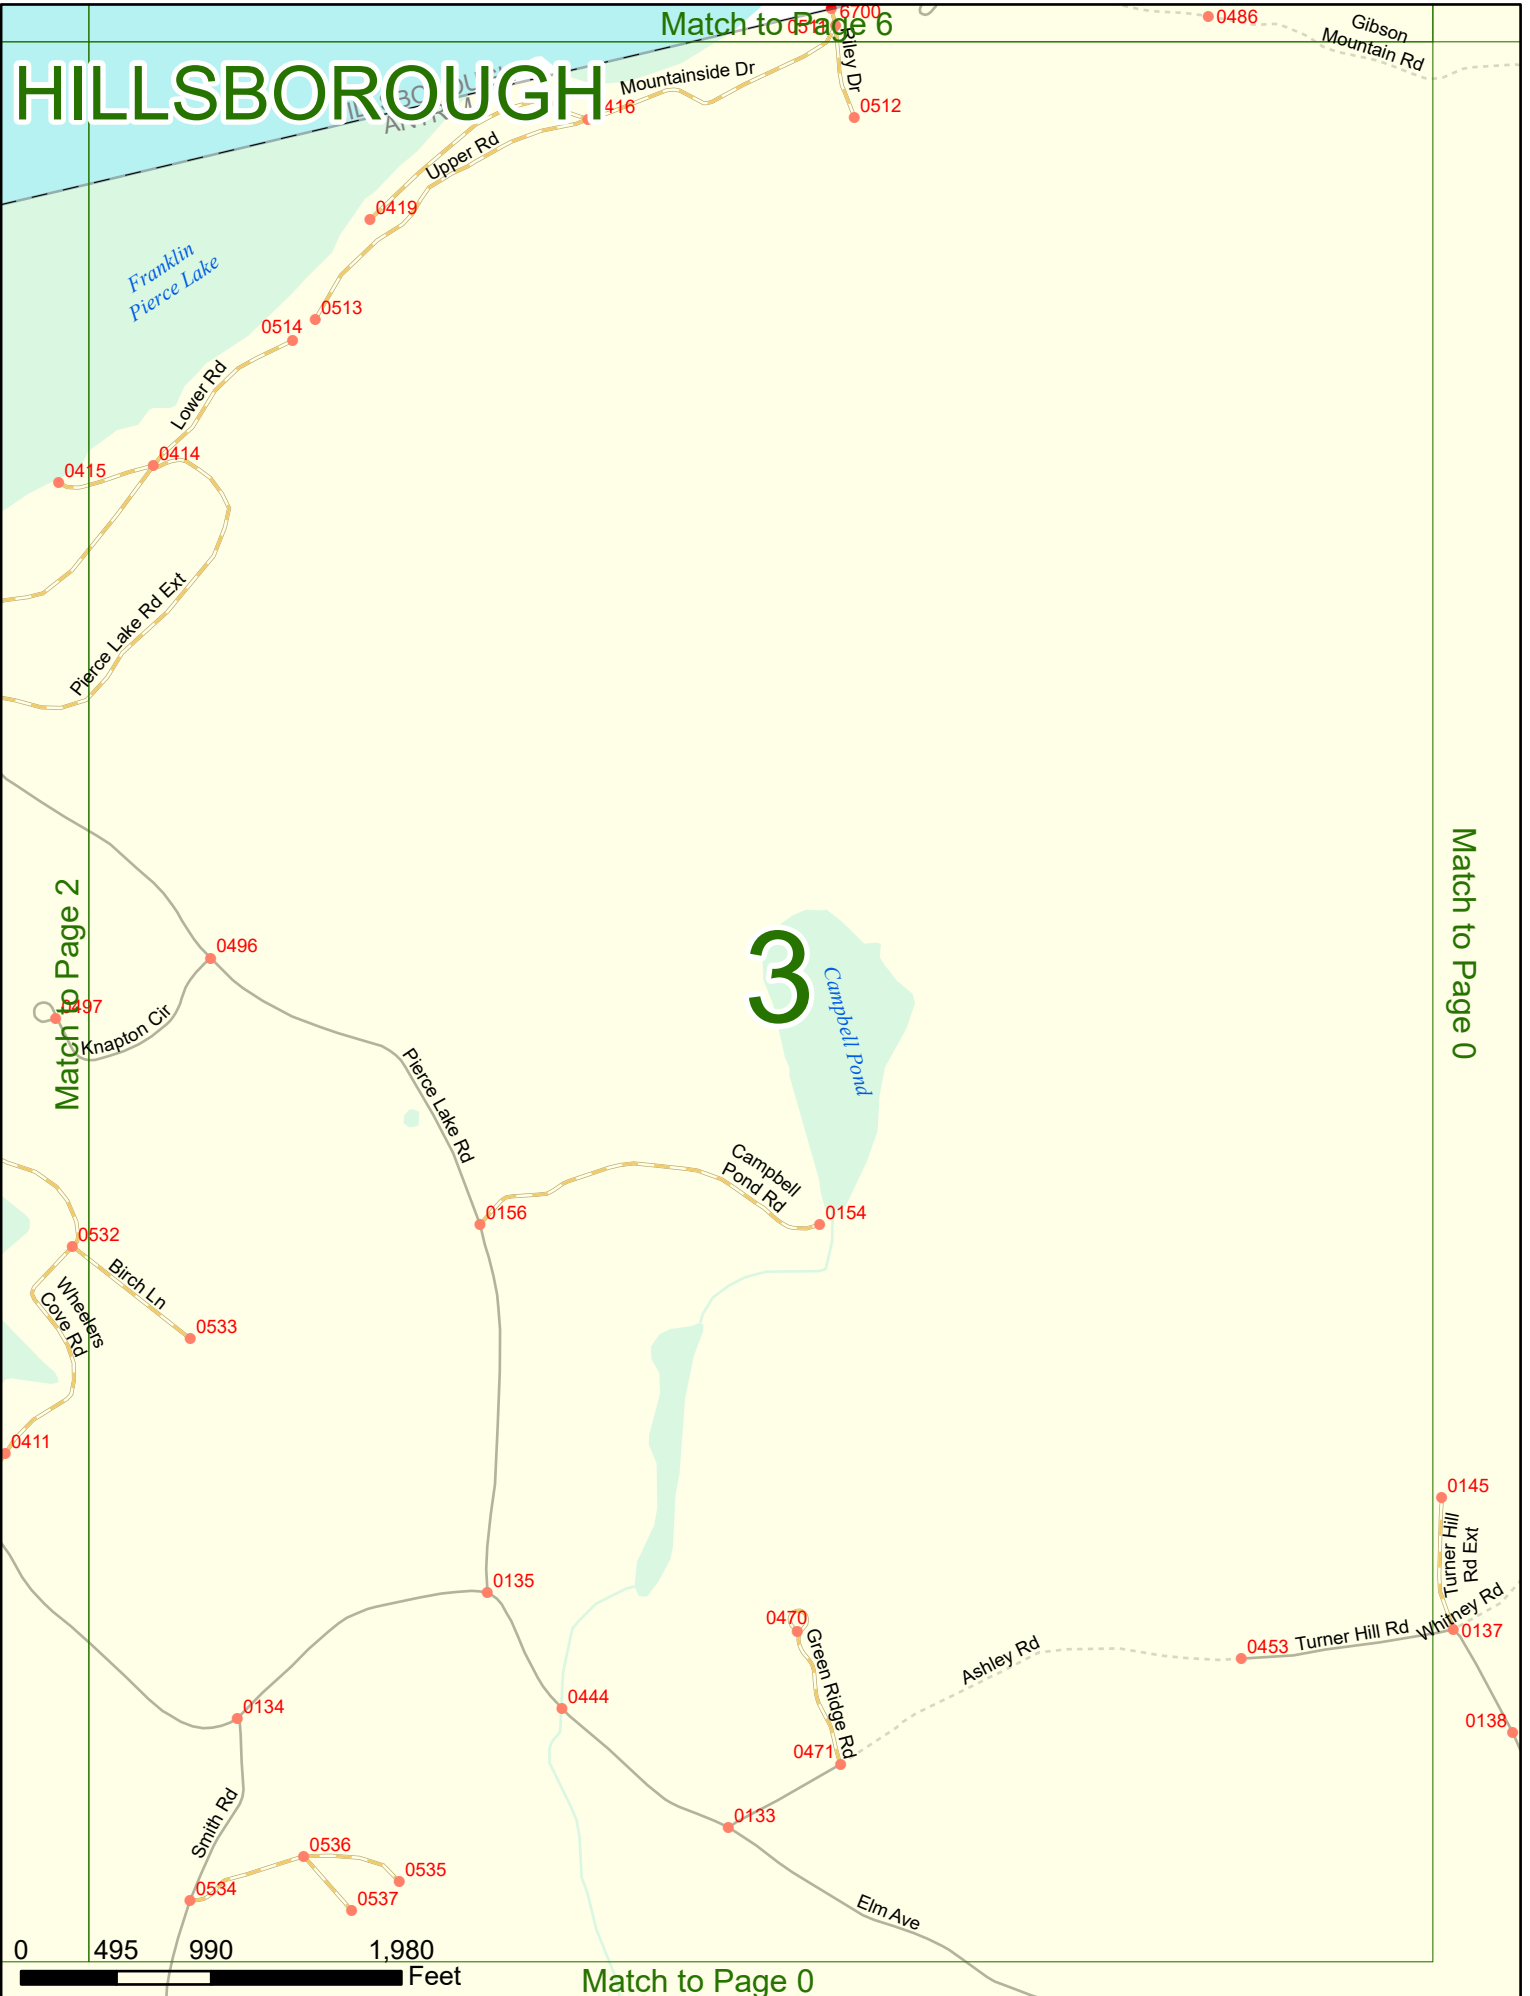 6700
Match to Page 6
0511
0486
Gibson
Mountain Rd
Riley Dr
HILLSBOROUGH
Mountainside Dr
0416
0512
Upper Rd
0419
Franklin
Pierce Lake
0513
0514
Lower Rd
0414
0415
Pierce Lake Rd Ext
Match to Page 2
Match to Page 0
0496
3
Campbell Pond
0497
Knapton Cir
Pierce Lake Rd
Campbell
Pond Rd
0156
0154
0532
Birch Ln
Wheelers
Cove Rd
0533
0411
0145
Turner Hill
Rd Ext
0135
Whitney Rd
0470
Green Ridge Rd
0137
Turner Hill Rd
0453
Ashley Rd
0444
0134
0138
0471
Smith Rd
0133
0536
0535
0534
0537
Elm Ave
0 495 990 1,980
Feet
Match to Page 0